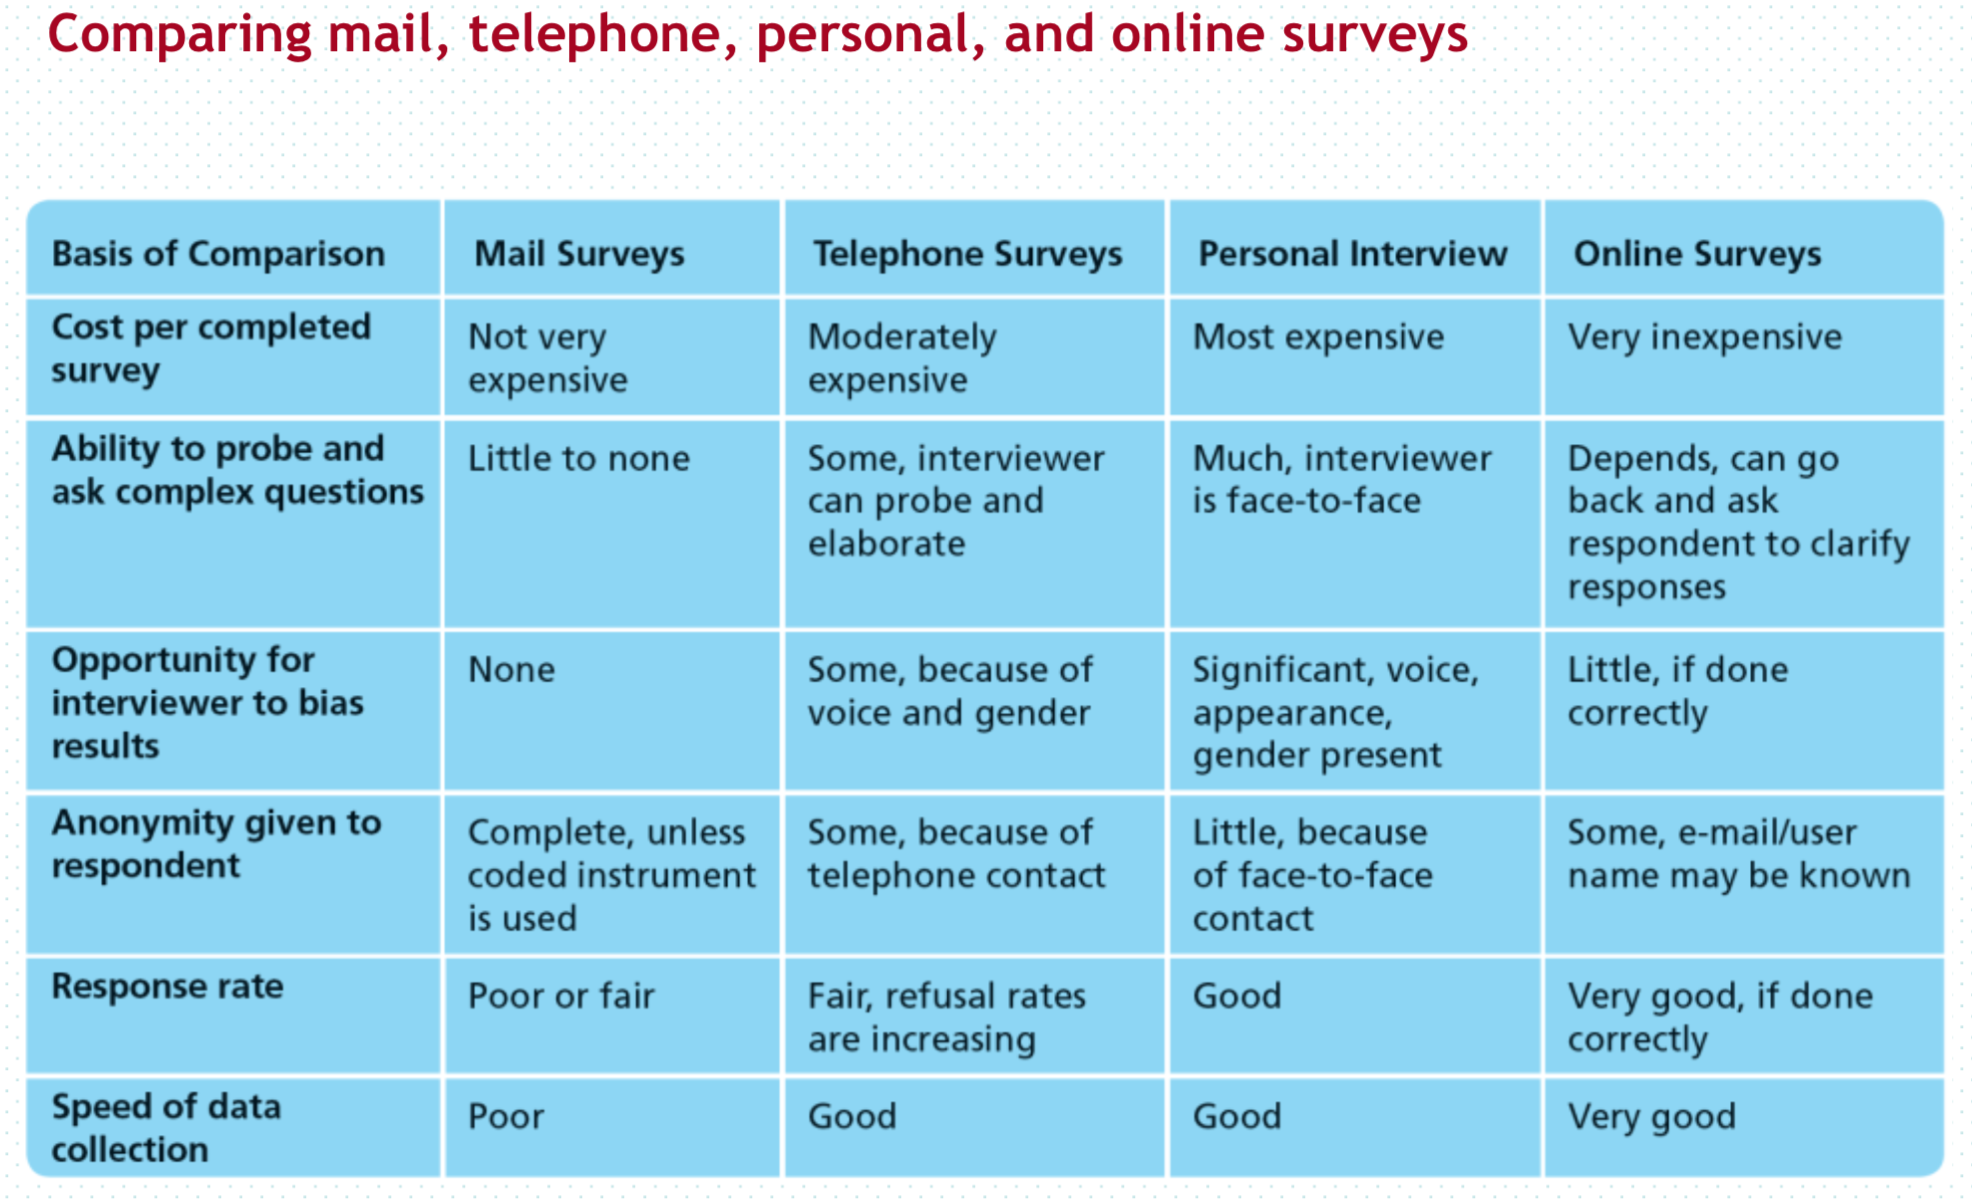 Comparing mail, telephone, personal, and online surveys
Basis of Comparison
Mail Surveys
Telephone Surveys
Personal Interview
Online Surveys
Cost per completed
survey
Not very
expensive
Moderately
expensive
Most expensive
Very inexpensive
Ability to probe and
ask complex questions
Little to none
Some, interviewer
can probe and
elaborate
Much, interviewer
is face-to-face
Depends, can go
back and ask
respondent to clarify
responses
Opportunity for
interviewer to bias
results
None
Some, because of
voice and gender
Significant, voice,
appearance,
gender present
Little, if done
correctly
Anonymity given to
respondent
Complete, unless
coded instrument
is used
Some, because of
telephone contact
Little, because
of face-to-face
contact
Some, e-mail/user
name may be known
Response rate
Poor or fair
Fair, refusal rates
are increasing
Good
Very good, if done
correctly
Speed of data
collection
Poor
Good
Good
Very good